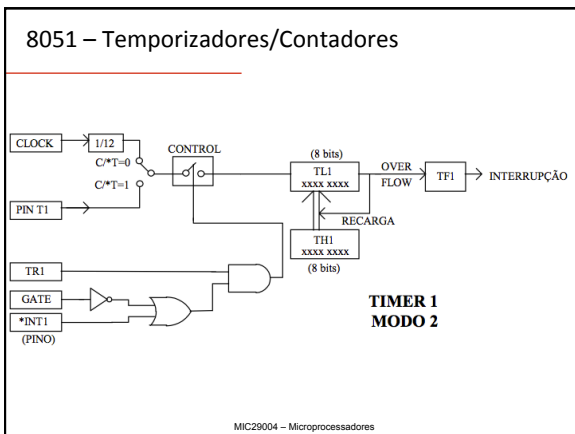 8051 – Temporizadores/Contadores
CLOCK
1/12
C/*T=0
CONTROL
C/*T=1
PIN T1
(8 bits)
TL1
xxxx xxxx
OVER
FLOW
TF1
INTERRUPÇÃO
RECARGA
TH1
xxxx xxxx
(8 bits)
TR1
GATE
*INT1
(PINO)
TIMER 1
MODO 2
MIC29004 – Microprocessadores